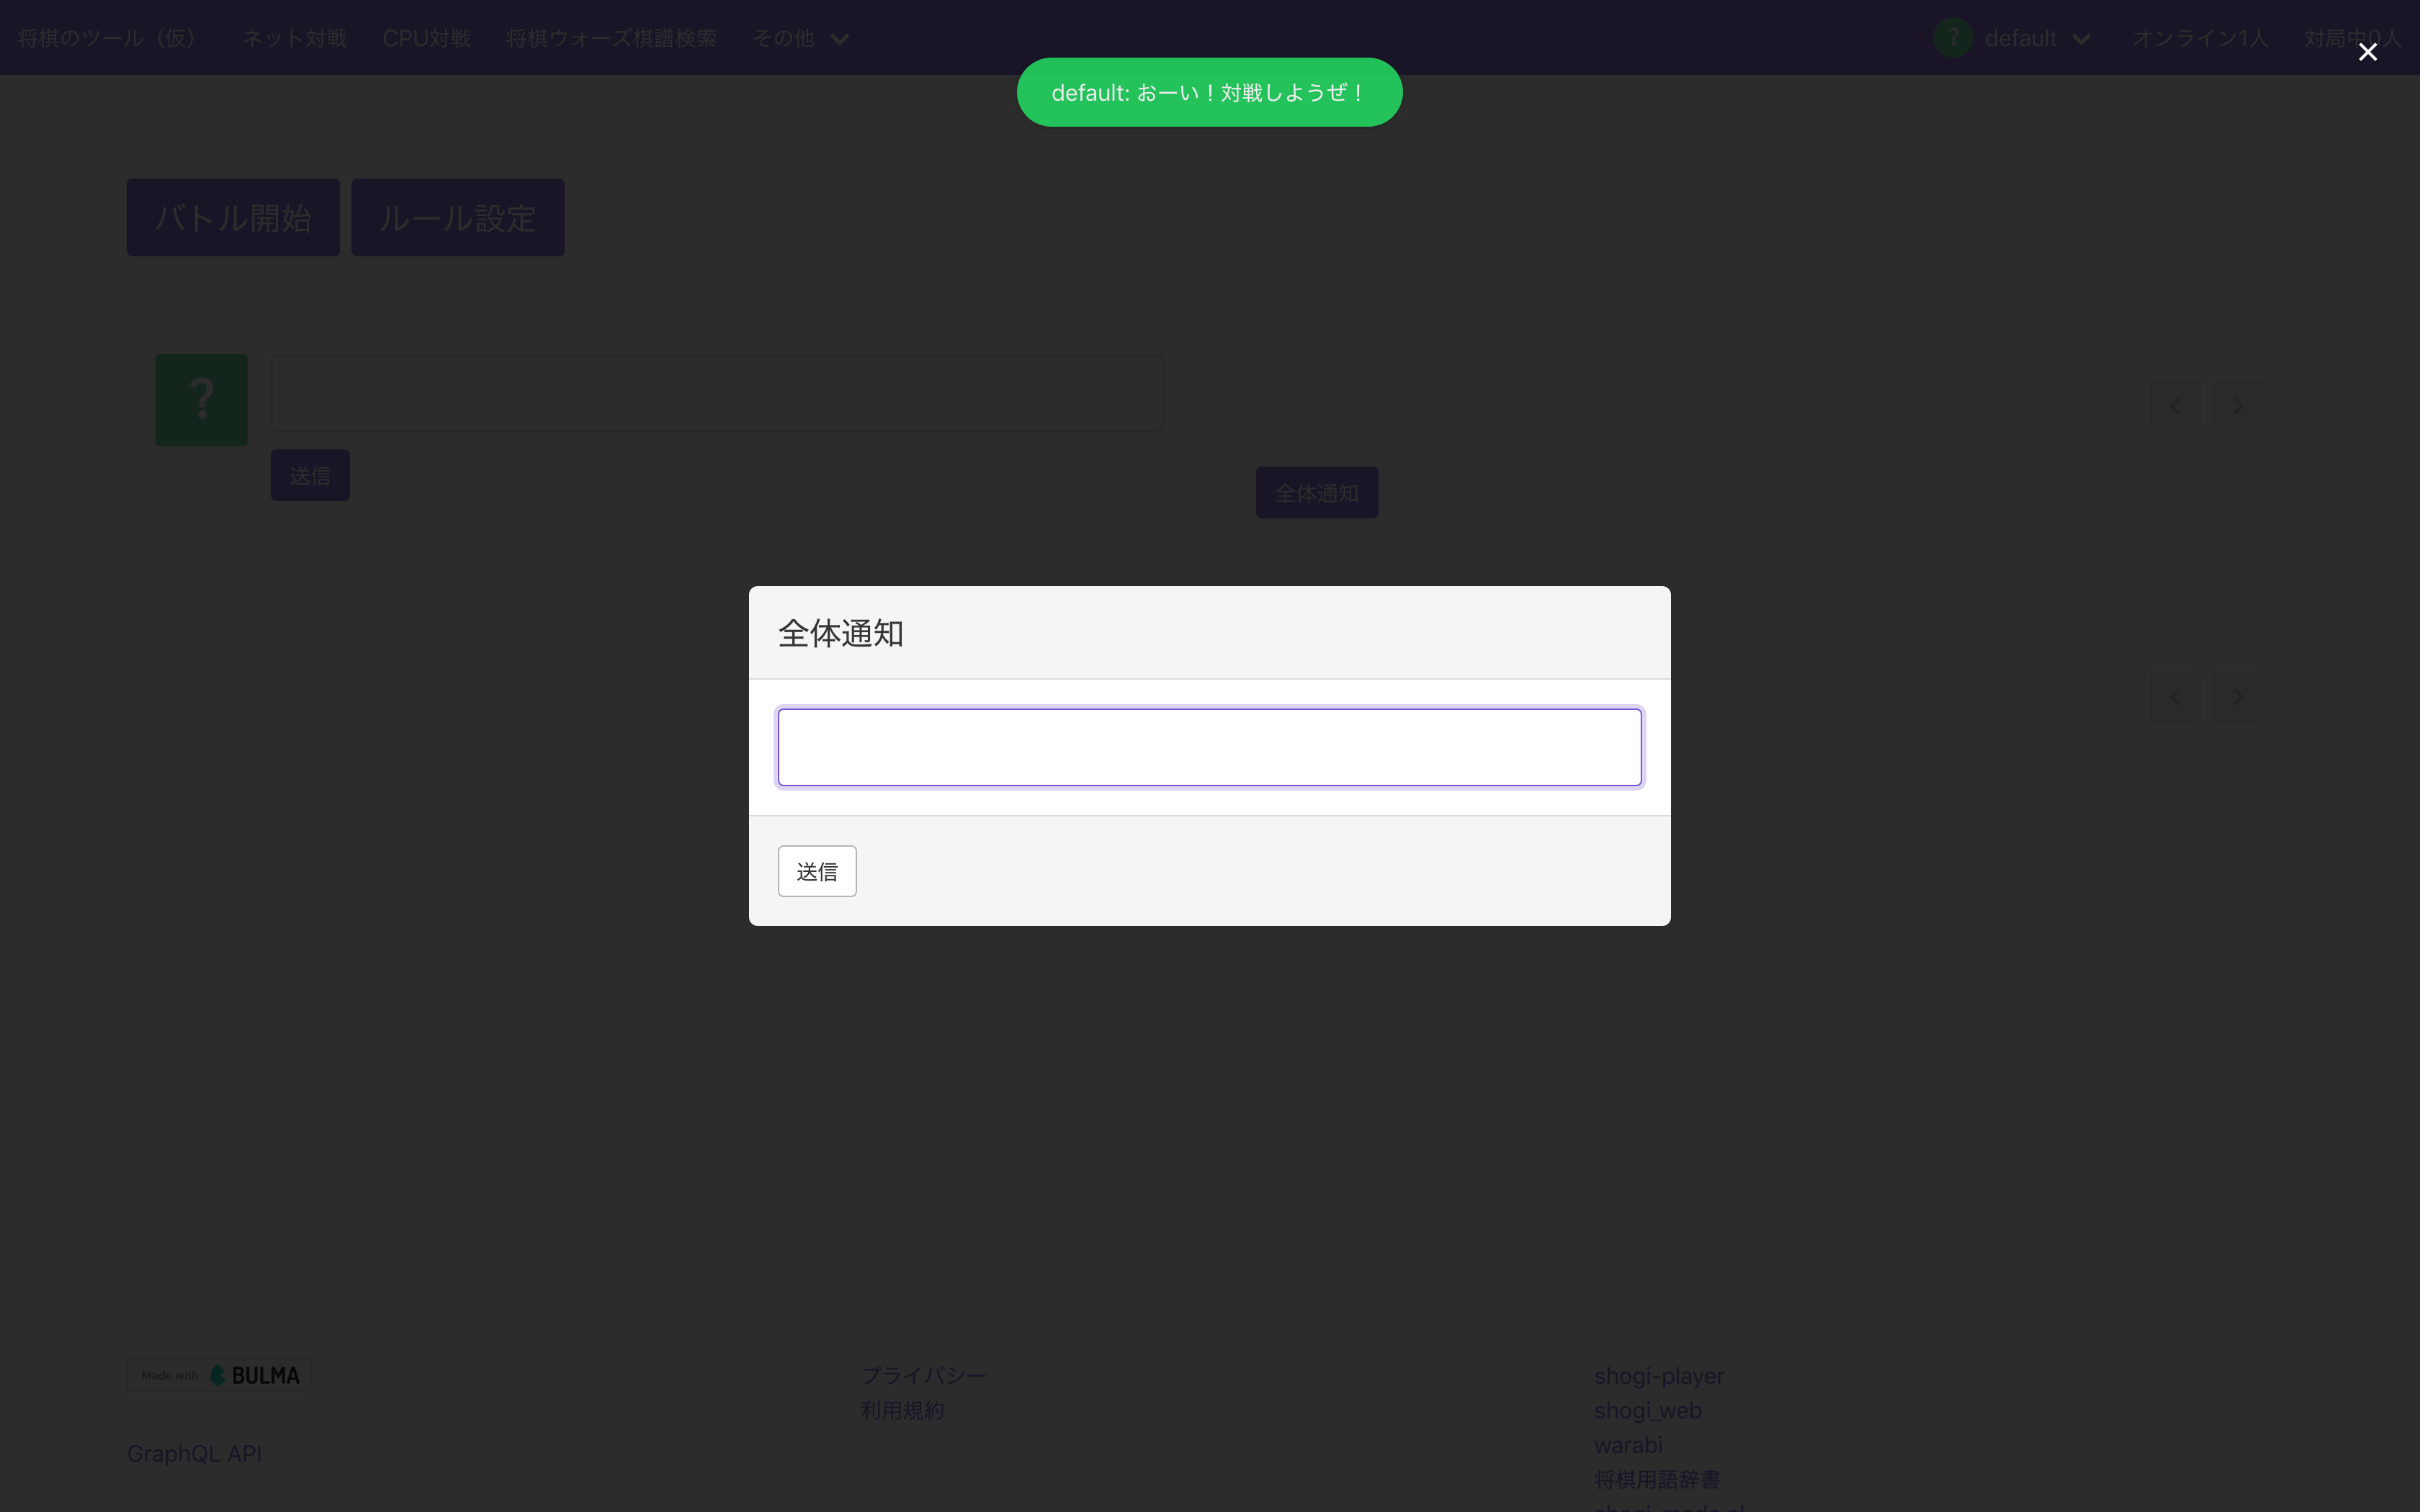 将棋のツール（仮） ネット対戦 CPU対戦 将棋ウォーズ棋譜検索 その他 ? default オンライン1人 対局中0人
default: おーい！対戦しようぜ！
バトル開始 ルール設定
?
送信
全体通知
全体通知
送信
Made with BULMA
GraphQL API
プライバシー
利用規約
shogi-player
shogi_web
warabi
将棋用語辞書